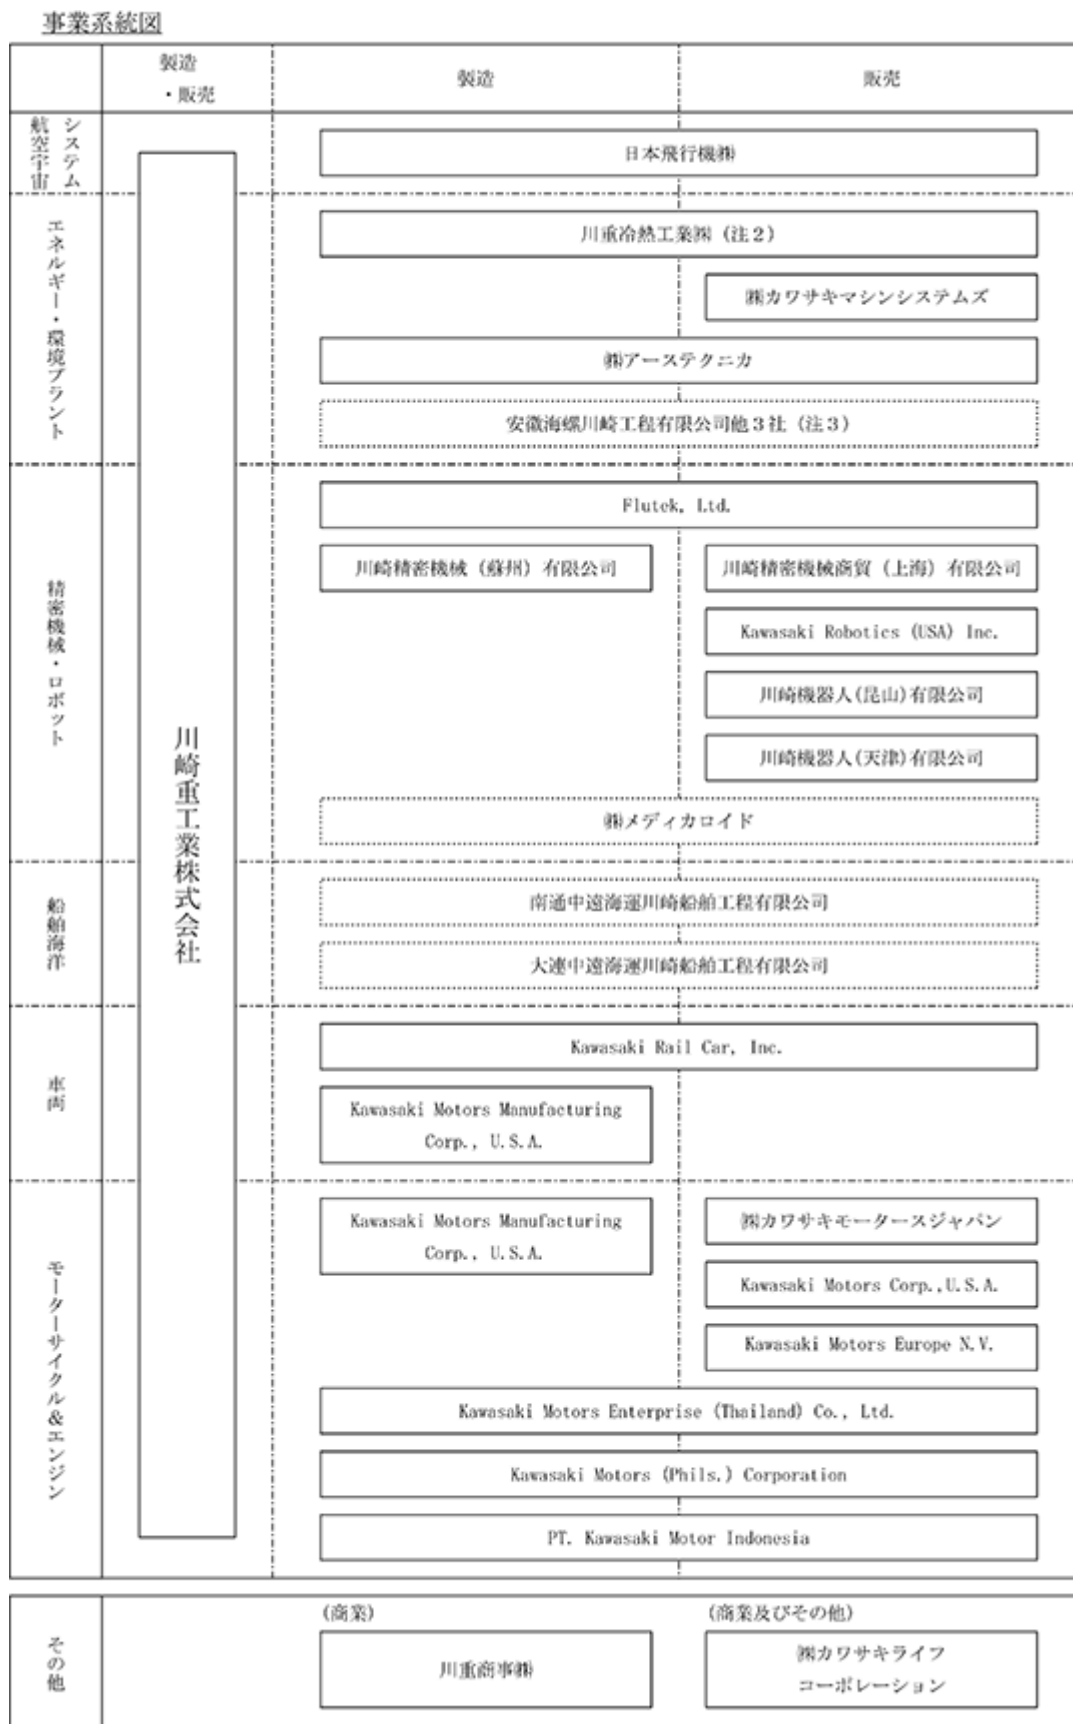 事業系統図
製造
・販売
製造
販売
航空宇宙
システム
日本飛行機㈱
エネルギー・環境プラント
川重冷熱工業㈱（注２）
㈱カワサキマシンシステムズ
㈱アーステクニカ
安徽海螺川崎工程有限公司他３社（注３）
精密機械・ロボット
Flutek, Ltd.
川崎精密機械（蘇州）有限公司
川崎精密機械商貿（上海）有限公司
Kawasaki Robotics (USA) Inc.
川崎機器人(昆山)有限公司
川崎機器人(天津)有限公司
㈱メディカロイド
川崎重工業株式会社
船舶海洋
南通中遠海運川崎船舶工程有限公司
大連中遠海運川崎船舶工程有限公司
車両
Kawasaki Rail Car, Inc.
Kawasaki Motors Manufacturing
Corp., U.S.A.
モーターサイクル＆エンジン
Kawasaki Motors Manufacturing
Corp., U.S.A.
㈱カワサキモータースジャパン
Kawasaki Motors Corp.,U.S.A.
Kawasaki Motors Europe N.V.
Kawasaki Motors Enterprise (Thailand) Co., Ltd.
Kawasaki Motors (Phils.) Corporation
PT. Kawasaki Motor Indonesia
その他
(商業)
川重商事㈱
(商業及びその他)
㈱カワサキライフ
コーポレーション